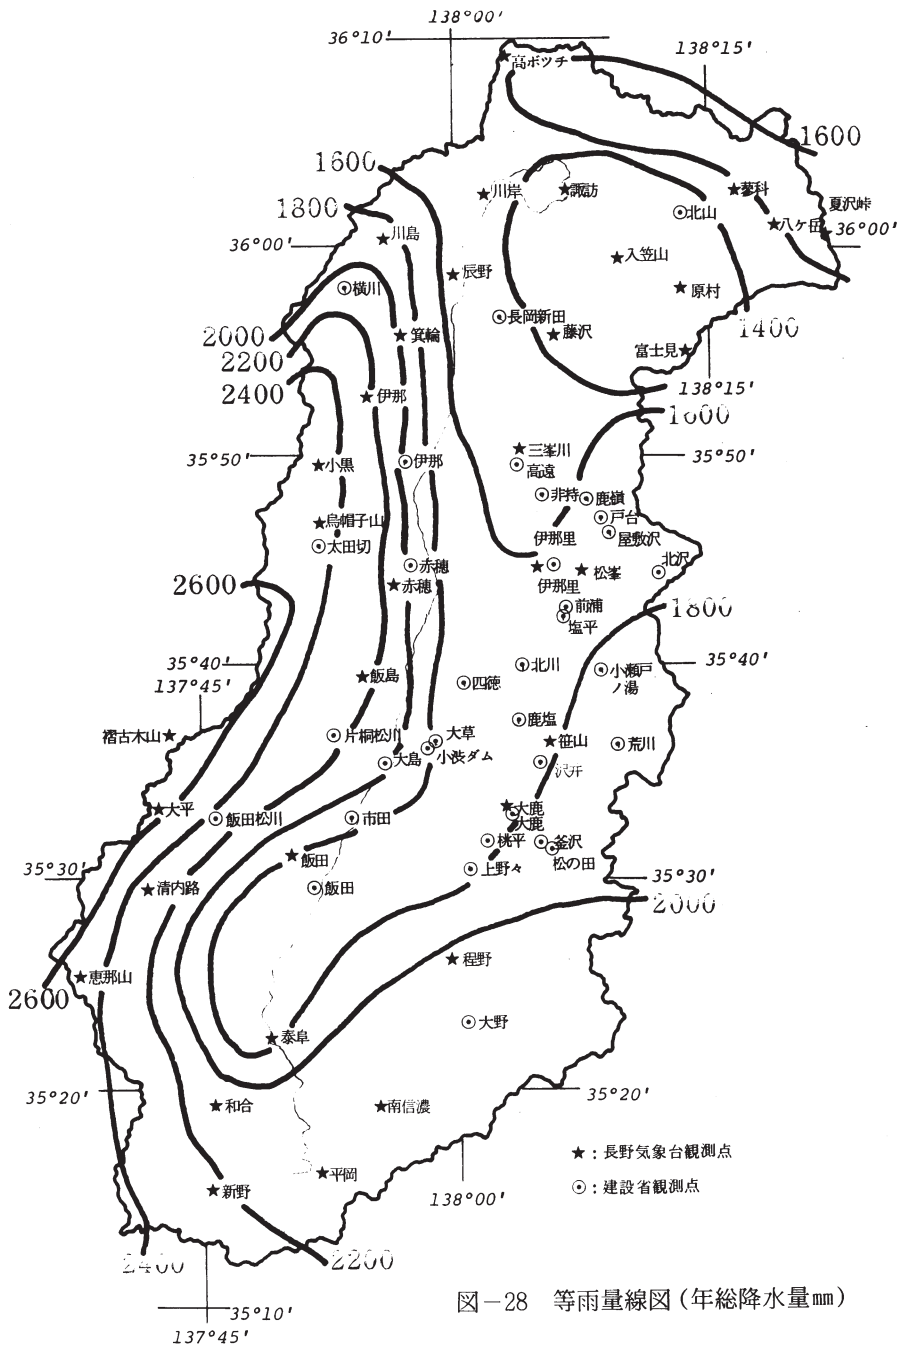 138°00'
36°10'
138°15'
★高ボッチ
1600
1600
★川岸
★諏訪
★蓼科
夏沢峠
1800
◎北山
★八ヶ岳
★36°00'
★川島
36°00'
★入笠山
★辰野
◎横川
★原村
◎長岡新田
2000
★箕輪
★藤沢
1400
2200
富士見★
2400
★伊那
138°15'
1600
35°50'
★小黒
◎伊那
★三峯川
◎高遠
35°50'
◎非持
◎鹿嶺
★烏帽子山
◎戸台
◎太田切
伊那里
◎屋敷沢
◎赤穂
★◎
伊那里
★松峯
北沢
◎
2600
★赤穂
◎前浦
◎塩平
1800
35°40'
◎北川
35°40'
137°45'
★飯島
◎四徳
◎小瀬戸
ノ湯
◎鹿塩
摺古木山★
◎片桐松川
◎大草
★笹山
◎荒川
◎大島
◎小渋ダム
◎沢井
★大平
◎飯田松川
◎市田
★大鹿
◎大鹿
◎桃平
◎釜沢
★飯田
◎松の田
35°30'
★清内路
◎飯田
◎上野々
35°30'
2000
★恵那山
★程野
2600
◎大野
★泰阜
35°20'
★和合
★南信濃
35°20'
★:長野気象台観測点
★平岡
★新野
◎:建設省観測点
138°00'
2400
2200
35°10'
137°45'
図−28 等雨量線図(年総降水量mm)